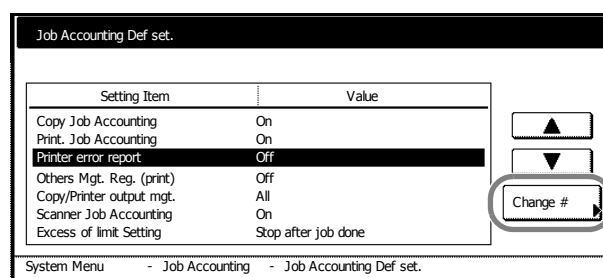 Job Accounting Def set.
Setting Item Value
Copy Job Accounting On
Print. Job Accounting On
Printer error report Off
Others Mgt. Reg. (print) Off
Copy/Printer output mgt. All
Scanner Job Accounting On
Excess of limit Setting Stop after job done
Change #
System Menu - Job Accounting - Job Accounting Def set.